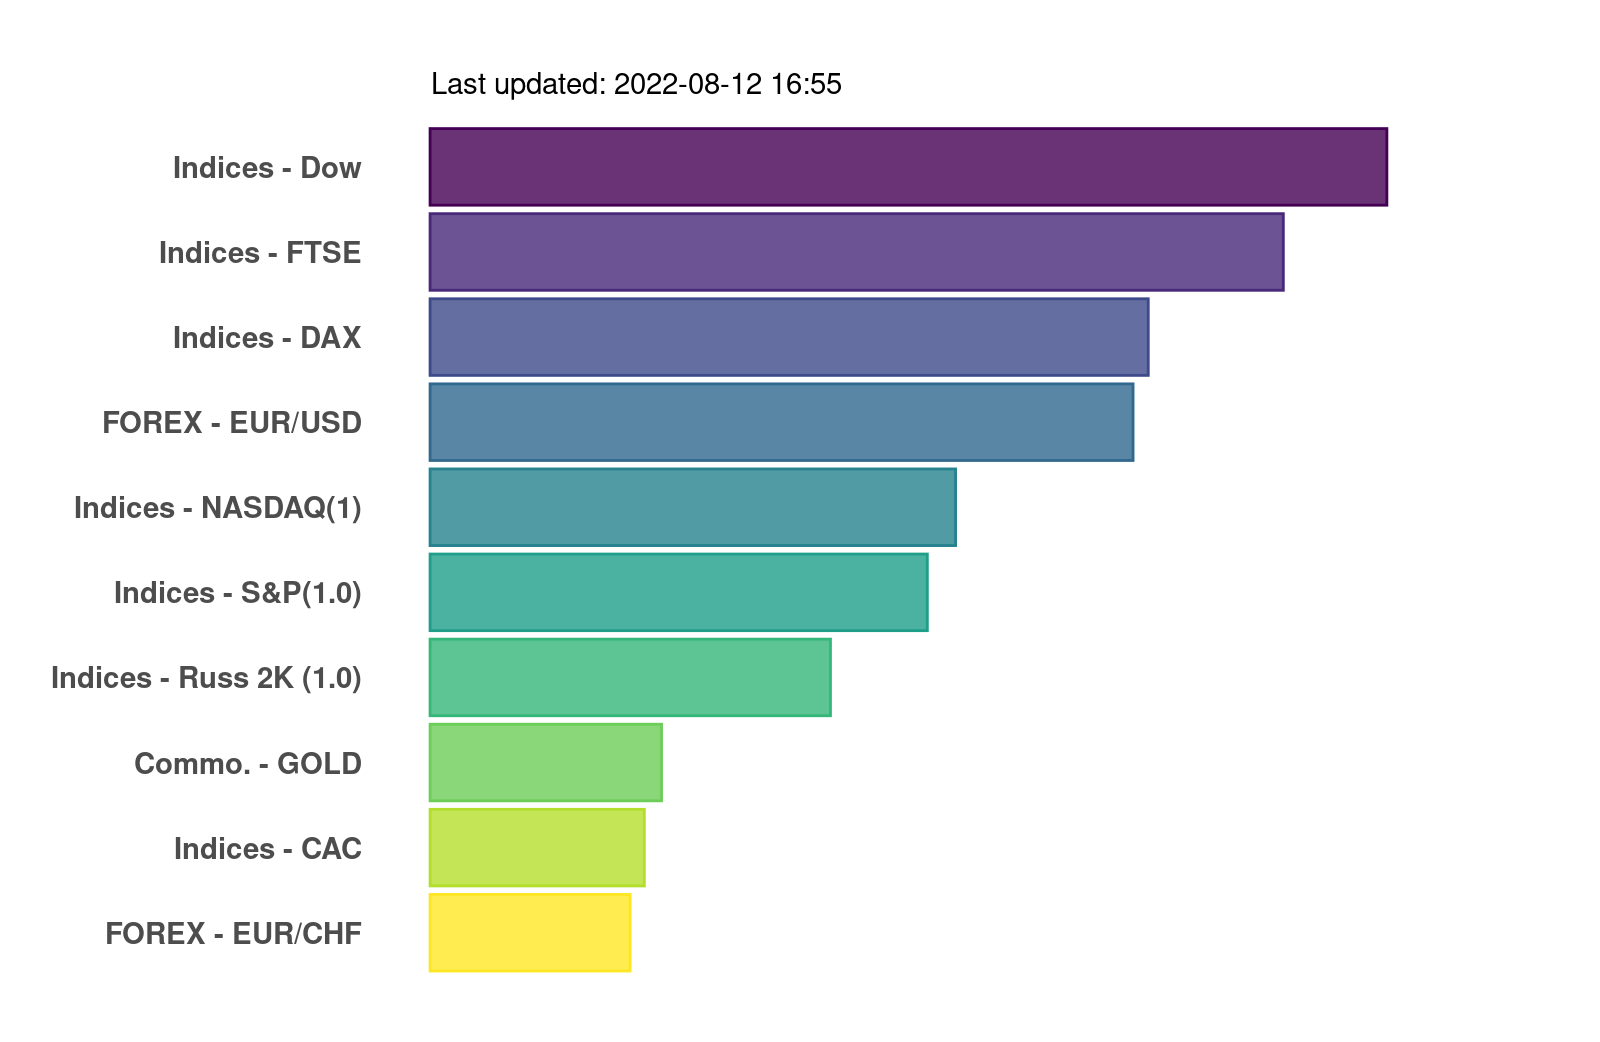 Last updated: 2022-08-12 16:55
Indices - Dow
Indices - FTSE
Indices - DAX
FOREX - EUR/USD
Indices - NASDAQ(1)
Indices - S&P(1.0)
Indices - Russ 2K (1.0)
Commo. - GOLD
Indices - CAC
FOREX - EUR/CHF